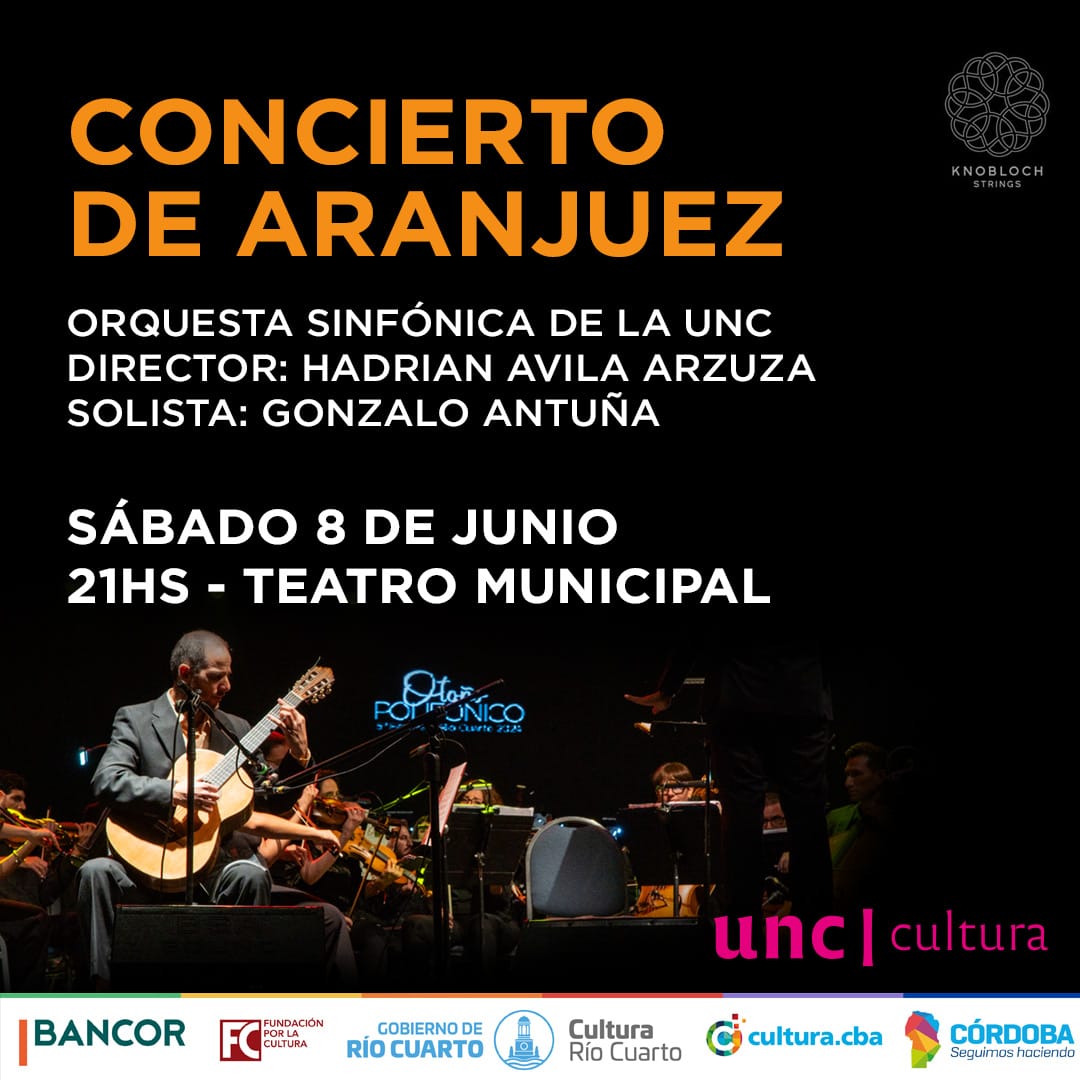 CONCIERTO
DE ARANJUEZ
KNOBLOCH
STRINGS
ORQUESTA SINFÓNICA DE LA UNC
DIRECTOR: HADRIAN AVILA ARZUZA
SOLISTA: GONZALO ANTUÑA
SÁBADO 8 DE JUNIO
21HS - TEATRO MUNICIPAL
Otoño
POLIFÓNICO
unc | cultura
BANCOR
FC
FUNDACIÓN
POR LA
CULTURA
GOBIERNO DE
RÍO CUARTO
Cultura
Río Cuarto
cultura.cba
CÓRDOBA
Seguimos haciendo